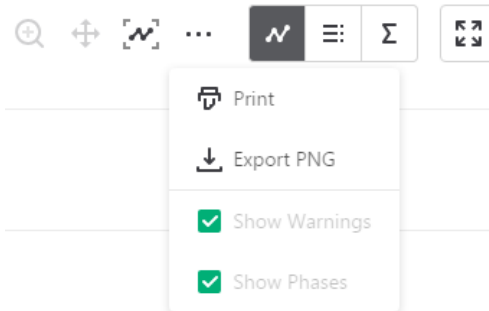 Σ
Print
Export PNG
Show Warnings
Show Phases